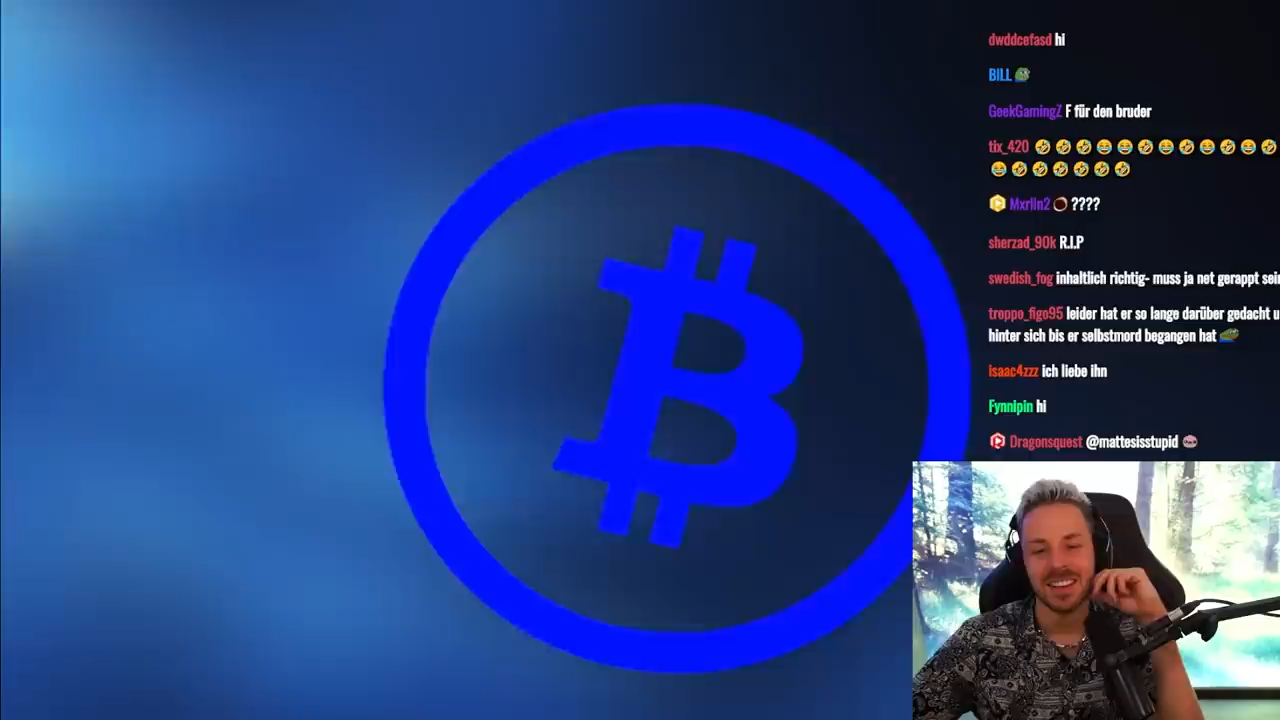 dwddcefasd hi
BILL
GeekGamingZ F für den bruder
tix_420
Mxrlln2 ????
sherzad_90k R.I.P
swedish_fog inhaltlich richtig- muss ja net gerappt sein
troppo_figo95 leider hat er so lange darüber gedacht u
hinter sich bis er selbstmord begangen hat
isaac4zzz ich liebe ihn
Fynnipin hi
Dragonsquest @mattesisstupid